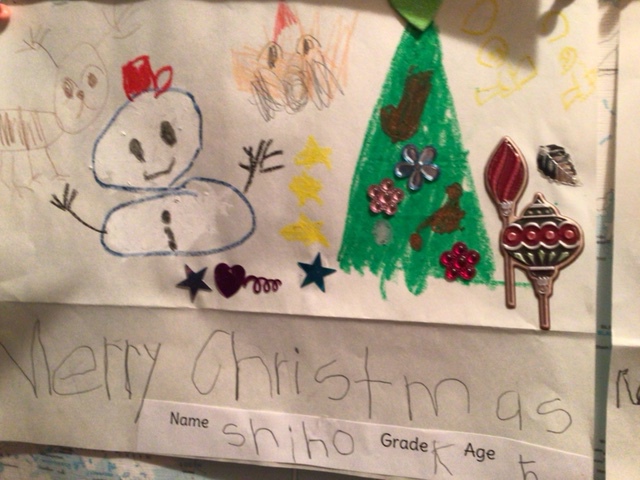 Merry Christmas
Name shiho Grade K Age 5